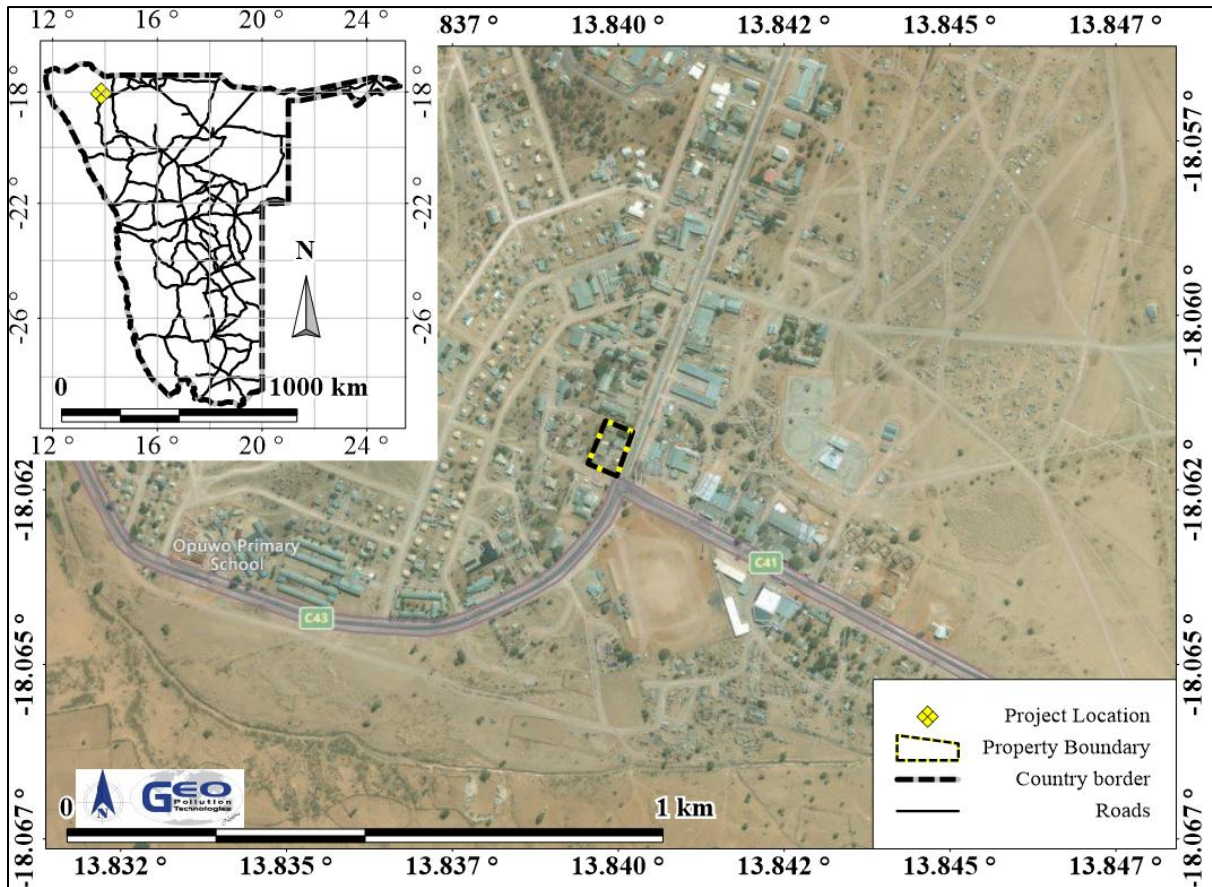 12 ° 16 ° 20 ° 24 °
.837 ° 13.840 ° 13.842 ° 13.845 ° 13.847 °
-18 ° -22 ° -26 °
-18 ° -22 ° -26 °
N
0 1000 km
12 ° 16 ° 20 ° 24 °
-18.057 °
-18.060 °
-18.062 °
-18.065 °
-18.067 °
-18.062 °
-18.065 °
-18.067 °
Opuwo Primary
School
C43
C41
Project Location
Property Boundary
Country border
Roads
N
GEO
Pollution
Technologies
0 1 km
13.832 ° 13.835 ° 13.837 ° 13.840 ° 13.842 ° 13.845 ° 13.847 °